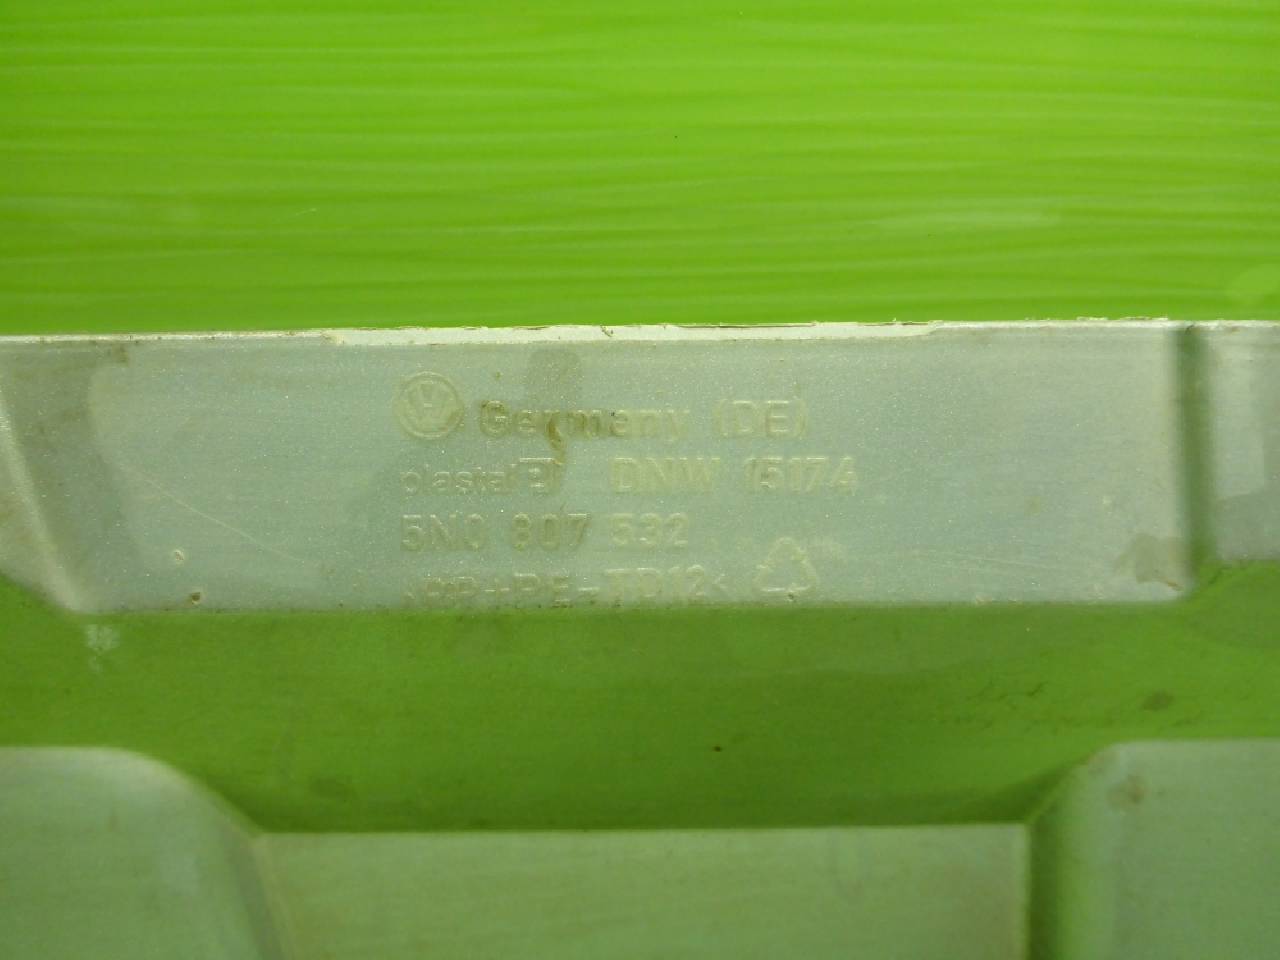 Germany (DE)
plastal DNW 15174
5N0 807 532
>PP+PE-TD12<